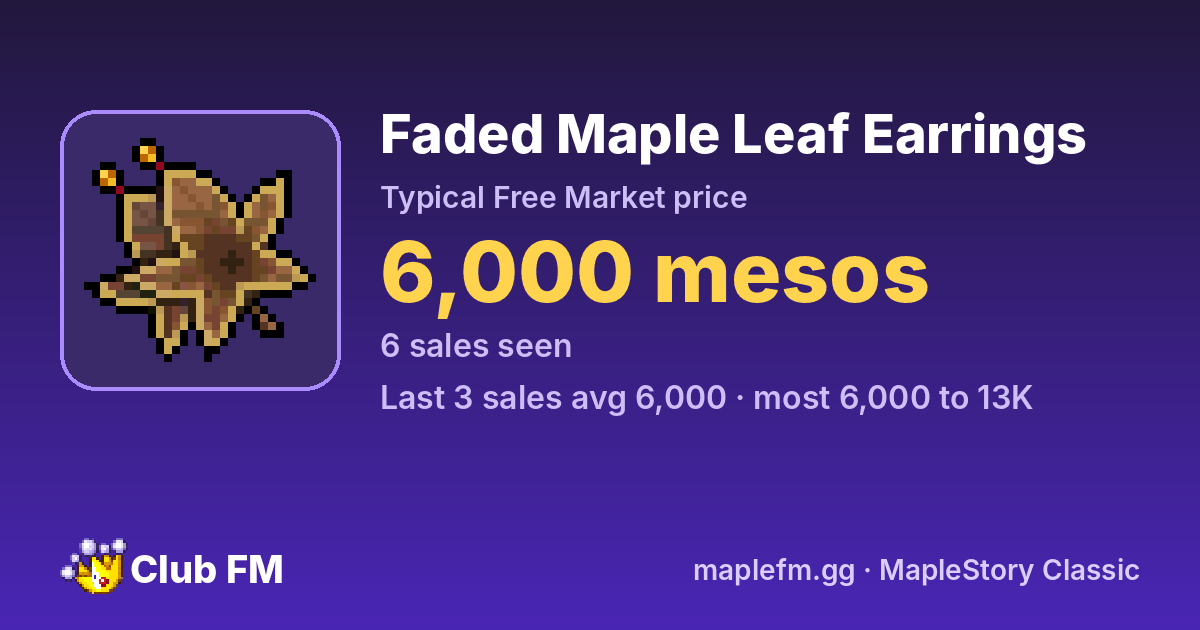 Faded Maple Leaf Earrings
Typical Free Market price
6,000 mesos
6 sales seen
Last 3 sales avg 6,000 · most 6,000 to 13K
Club FM
maplefm.gg · MapleStory Classic